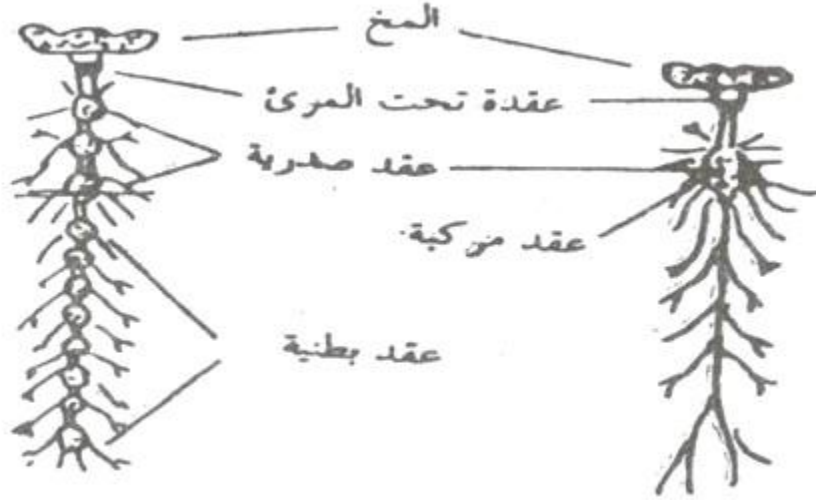 المخ
عقدة تحت المرئ
عقد صدرية
عقد مركبة
عقد بطنية